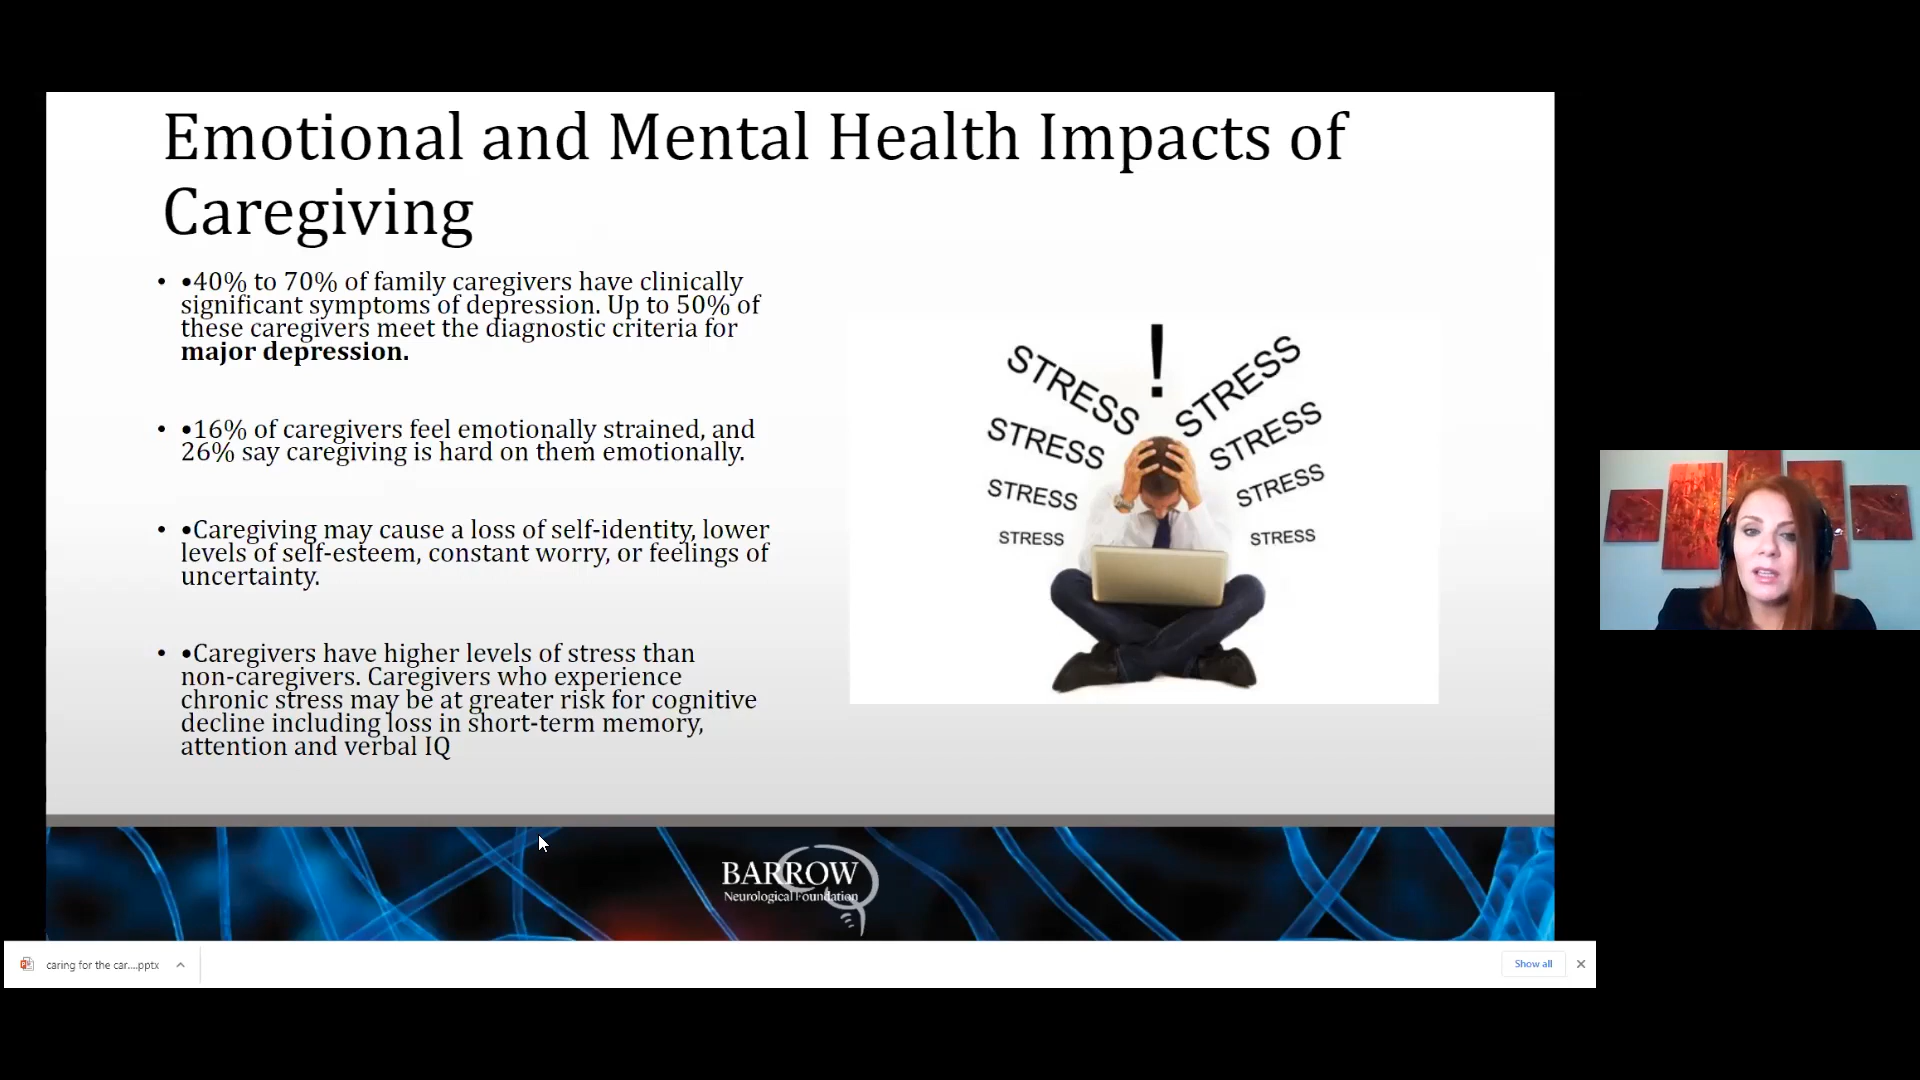 Emotional and Mental Health Impacts of
Caregiving
• •40% to 70% of family caregivers have clinically
significant symptoms of depression. Up to 50% of
these caregivers meet the diagnostic criteria for
major depression.
• •16% of caregivers feel emotionally strained, and
26% say caregiving is hard on them emotionally.
• •Caregiving may cause a loss of self-identity, lower
levels of self-esteem, constant worry, or feelings of
uncertainty.
• •Caregivers have higher levels of stress than
non-caregivers. Caregivers who experience
chronic stress may be at greater risk for cognitive
decline including loss in short-term memory,
attention and verbal IQ
!
STRESS
STRESS
STRESS
STRESS
STRESS
STRESS
STRESS
STRESS
BARROW
Neurological Foundation
caring for the car....pptx
Show all